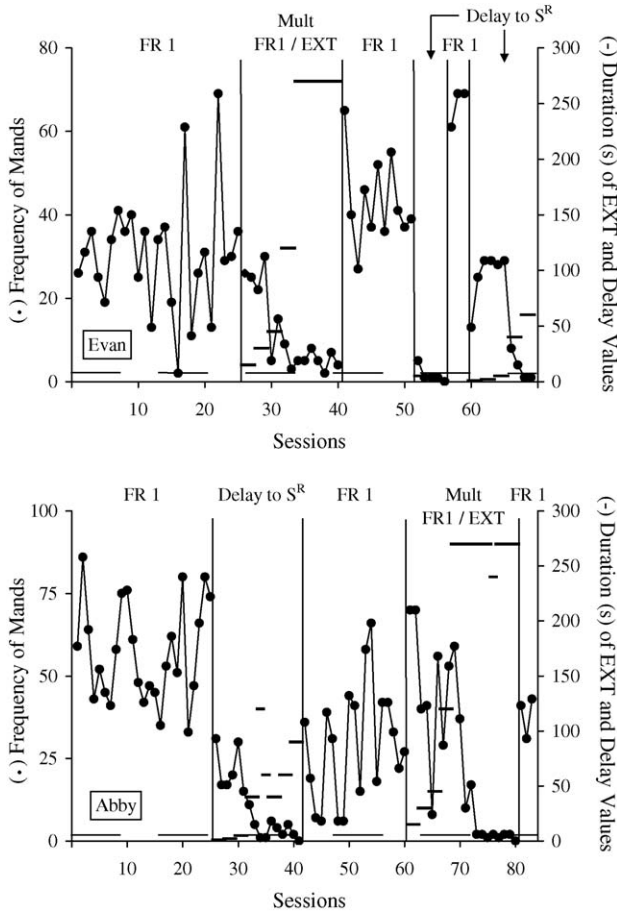 Delay to Sᴿ
Mult
FR 1 FR1 / EXT FR 1 FR 1
80 300
250
60
200
40 150
100
20
50
Evan
0 0
10 20 30 40 50 60 70
Sessions
(•) Frequency of Mands
(-) Duration (s) of EXT and Delay Values
Mult
FR 1 Delay to Sᴿ FR 1 FR1 / EXT FR 1
100 300
250
75
200
50 150
100
25
50
Abby
0 0
10 20 30 40 50 60 70 80
Sessions
(•) Frequency of Mands
(-) Duration (s) of EXT and Delay Values